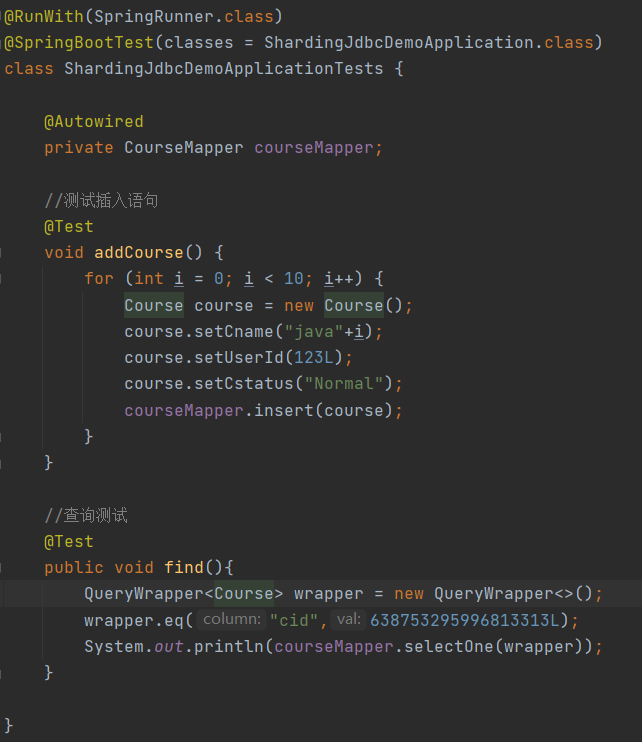 @RunWith(SpringRunner.class)
@SpringBootTest(classes = ShardingJdbcDemoApplication.class)
class ShardingJdbcDemoApplicationTests {
@Autowired
private CourseMapper courseMapper;
//测试插入语句
@Test
void addCourse() {
for (int i = 0; i < 10; i++) {
Course course = new Course();
course.setCname("java"+i);
course.setUserId(123L);
course.setCstatus("Normal");
courseMapper.insert(course);
}
}
//查询测试
@Test
public void find(){
QueryWrapper<Course> wrapper = new QueryWrapper<>();
wrapper.eq( column: "cid", val: 638753295996813313L);
System.out.println(courseMapper.selectOne(wrapper));
}
}